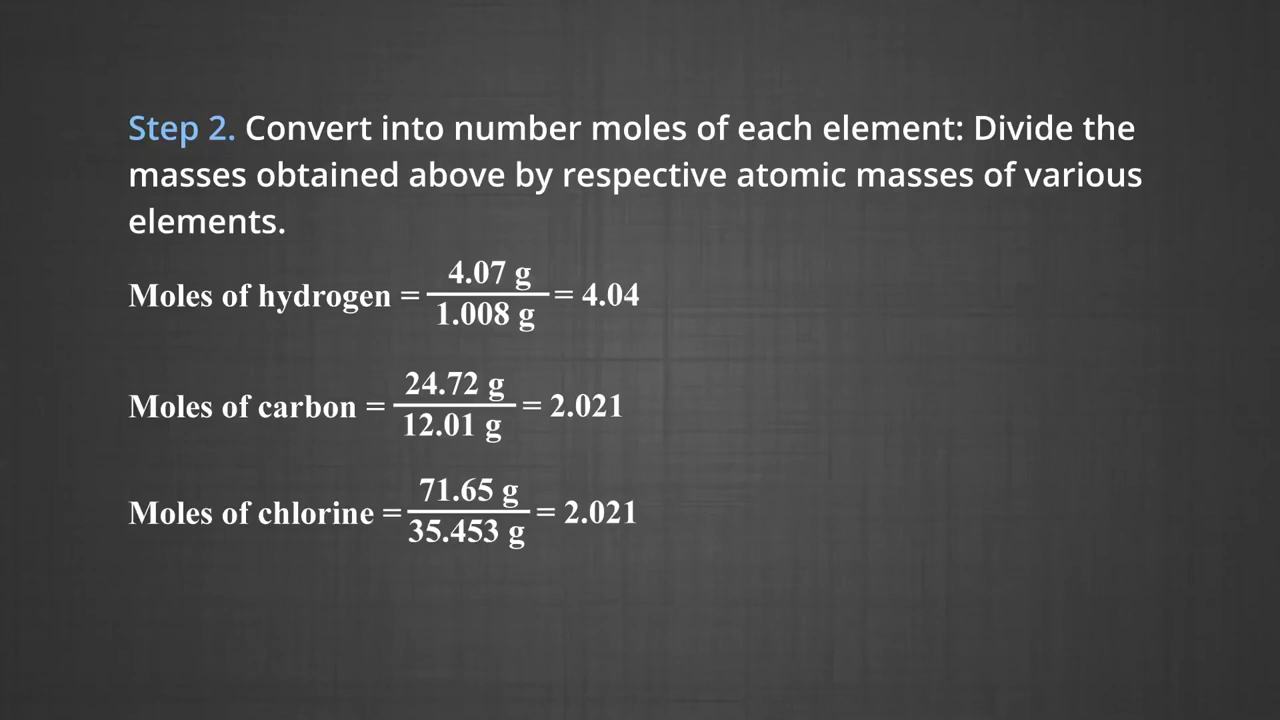 Step 2. Convert into number moles of each element: Divide the
masses obtained above by respective atomic masses of various
elements.
Moles of hydrogen = 4.07 g / 1.008 g = 4.04
Moles of carbon = 24.72 g / 12.01 g = 2.021
Moles of chlorine = 71.65 g / 35.453 g = 2.021